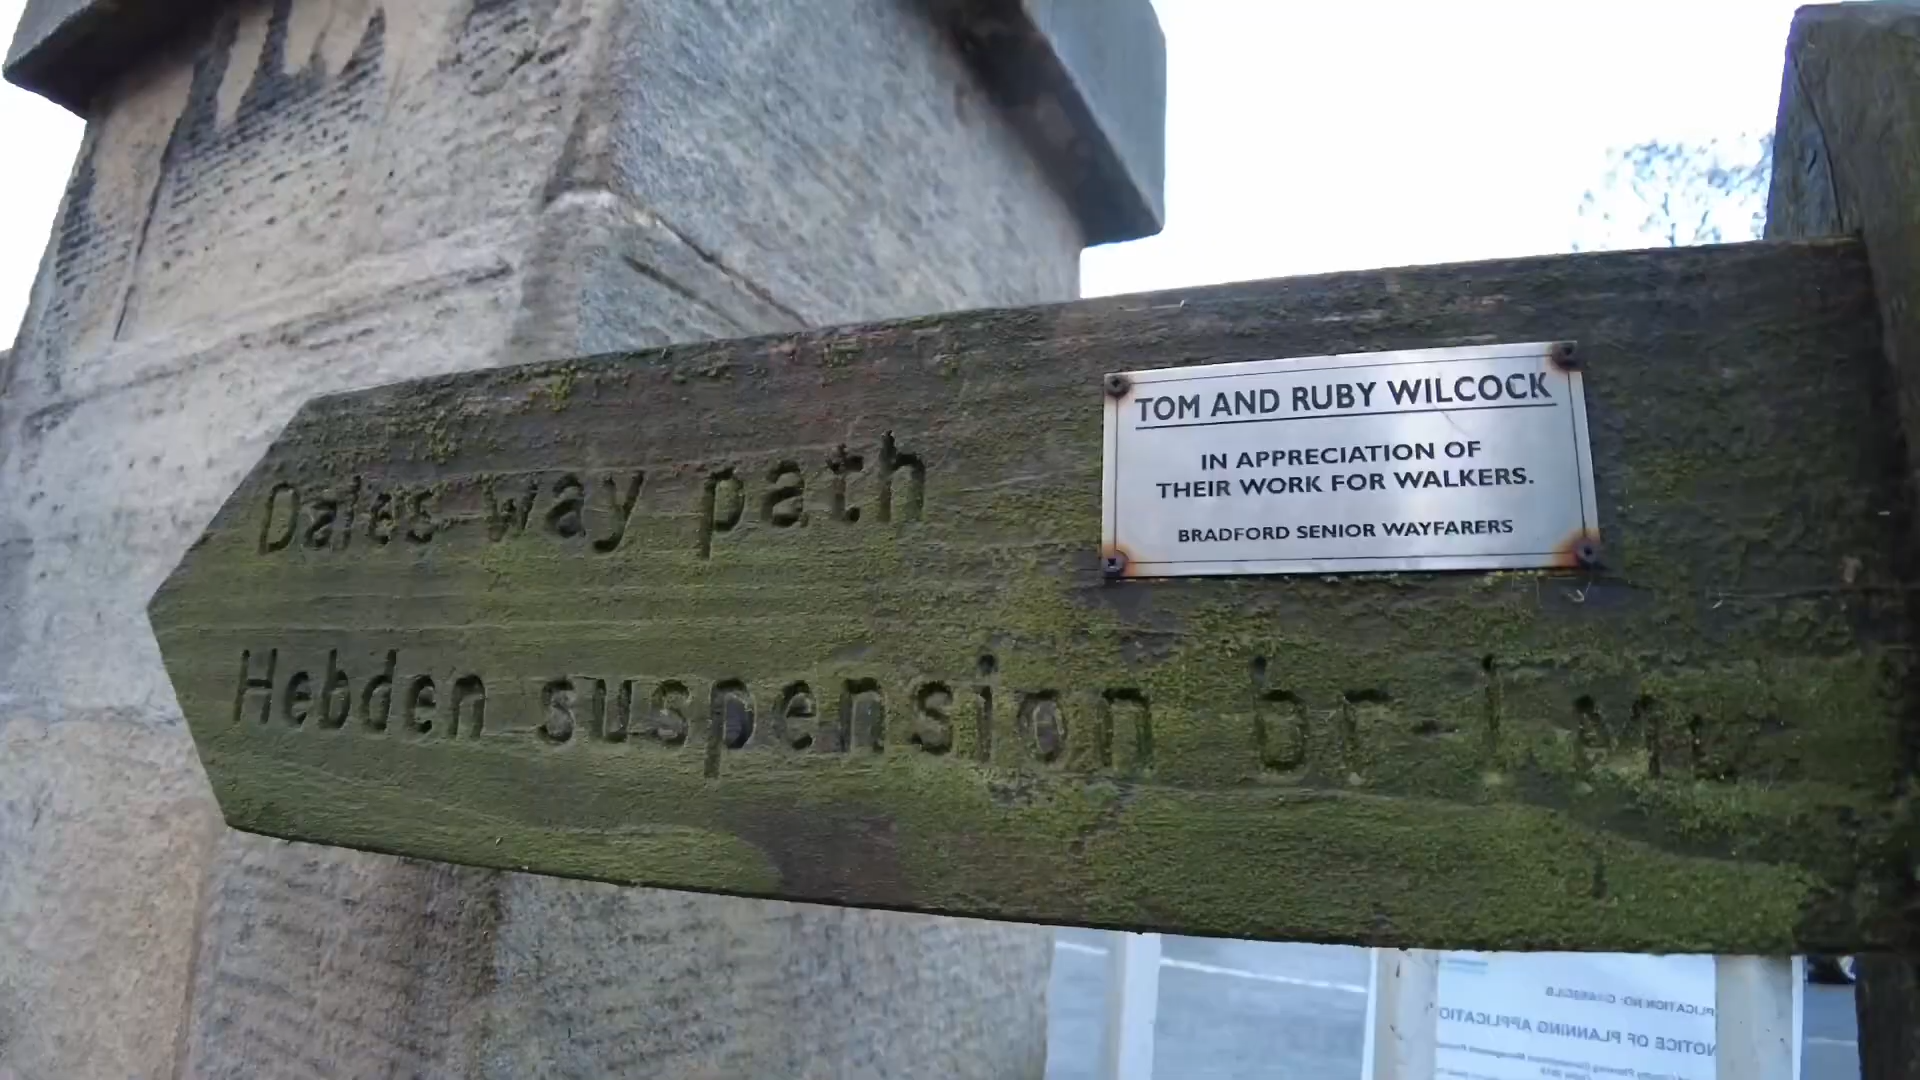 Dales way path
Hebden suspension br
TOM AND RUBY WILCOCK
IN APPRECIATION OF
THEIR WORK FOR WALKERS.
BRADFORD SENIOR WAYFARERS
NOTICE OF PLANNING APPLICATIO